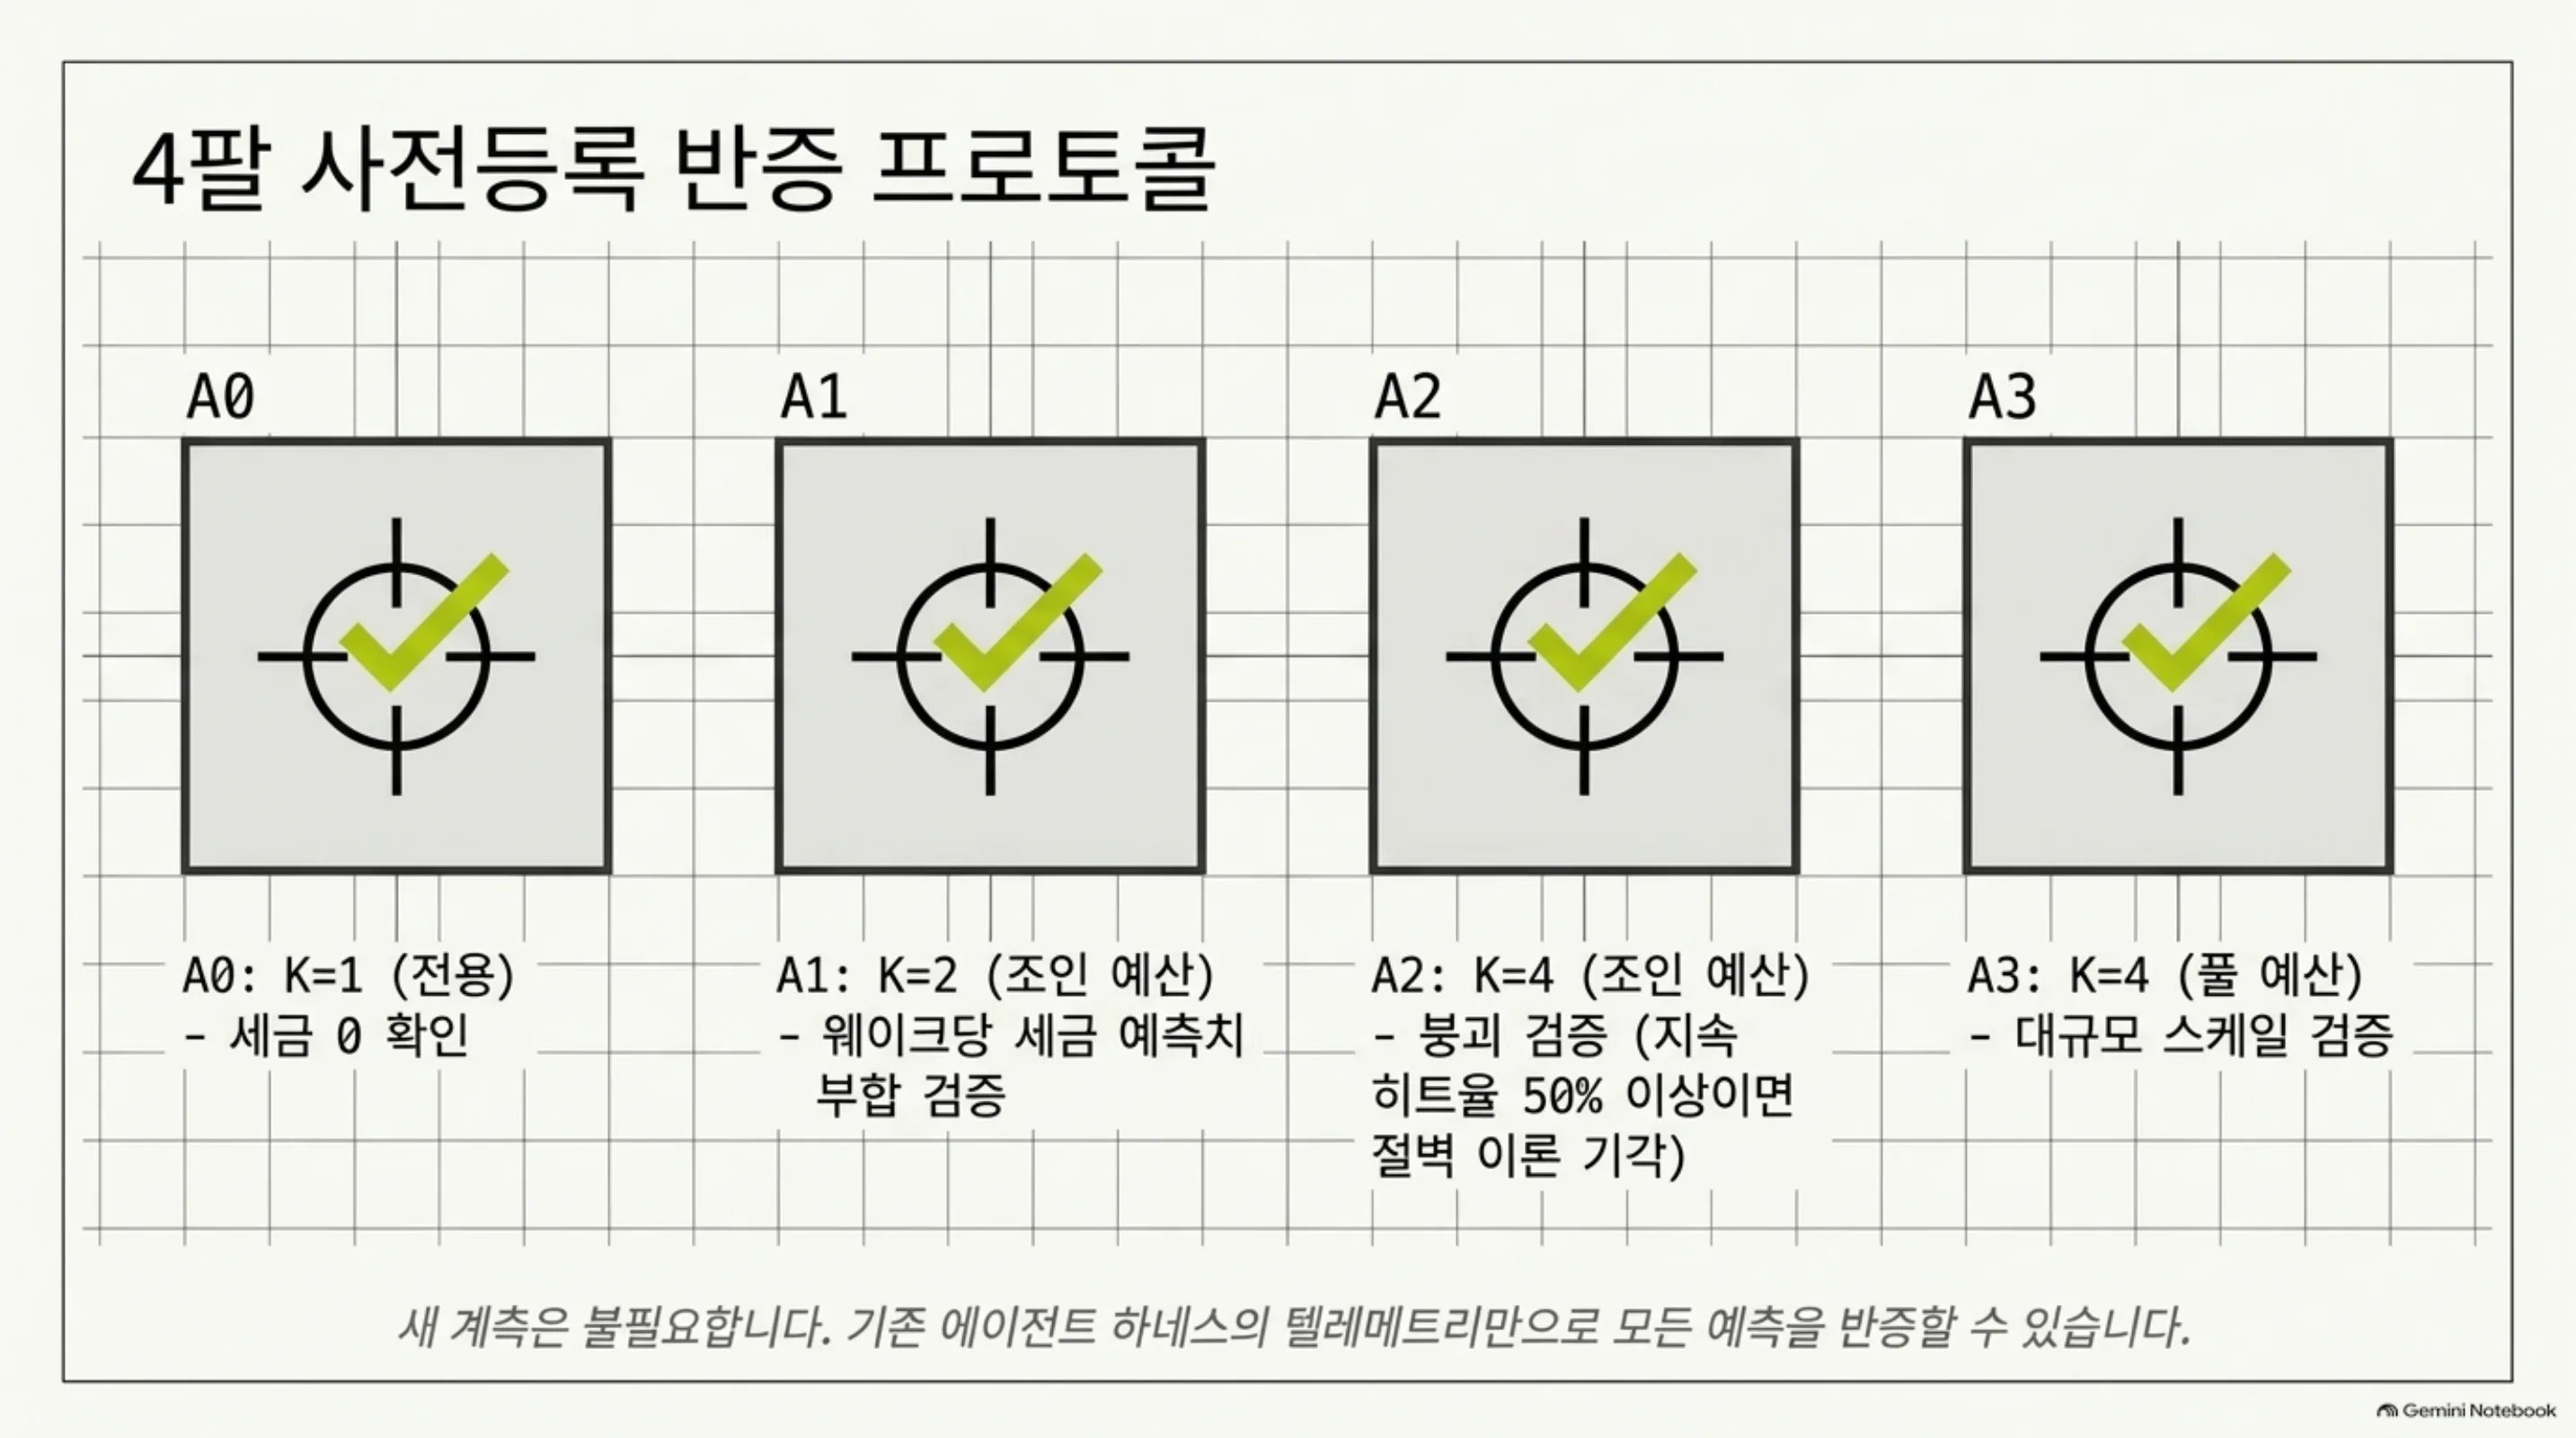 4팔 사전등록 반증 프로토콜
A0
A1
A2
A3
A0: K=1 (전용)
- 세금 0 확인
A1: K=2 (조인 예산)
- 웨이크당 세금 예측치
부합 검증
A2: K=4 (조인 예산)
- 붕괴 검증 (지속
히트율 50% 이상이면
절벽 이론 기각)
A3: K=4 (풀 예산)
- 대규모 스케일 검증
새 계측은 불필요합니다. 기존 에이전트 하네스의 텔레메트리만으로 모든 예측을 반증할 수 있습니다.
Gemini Notebook